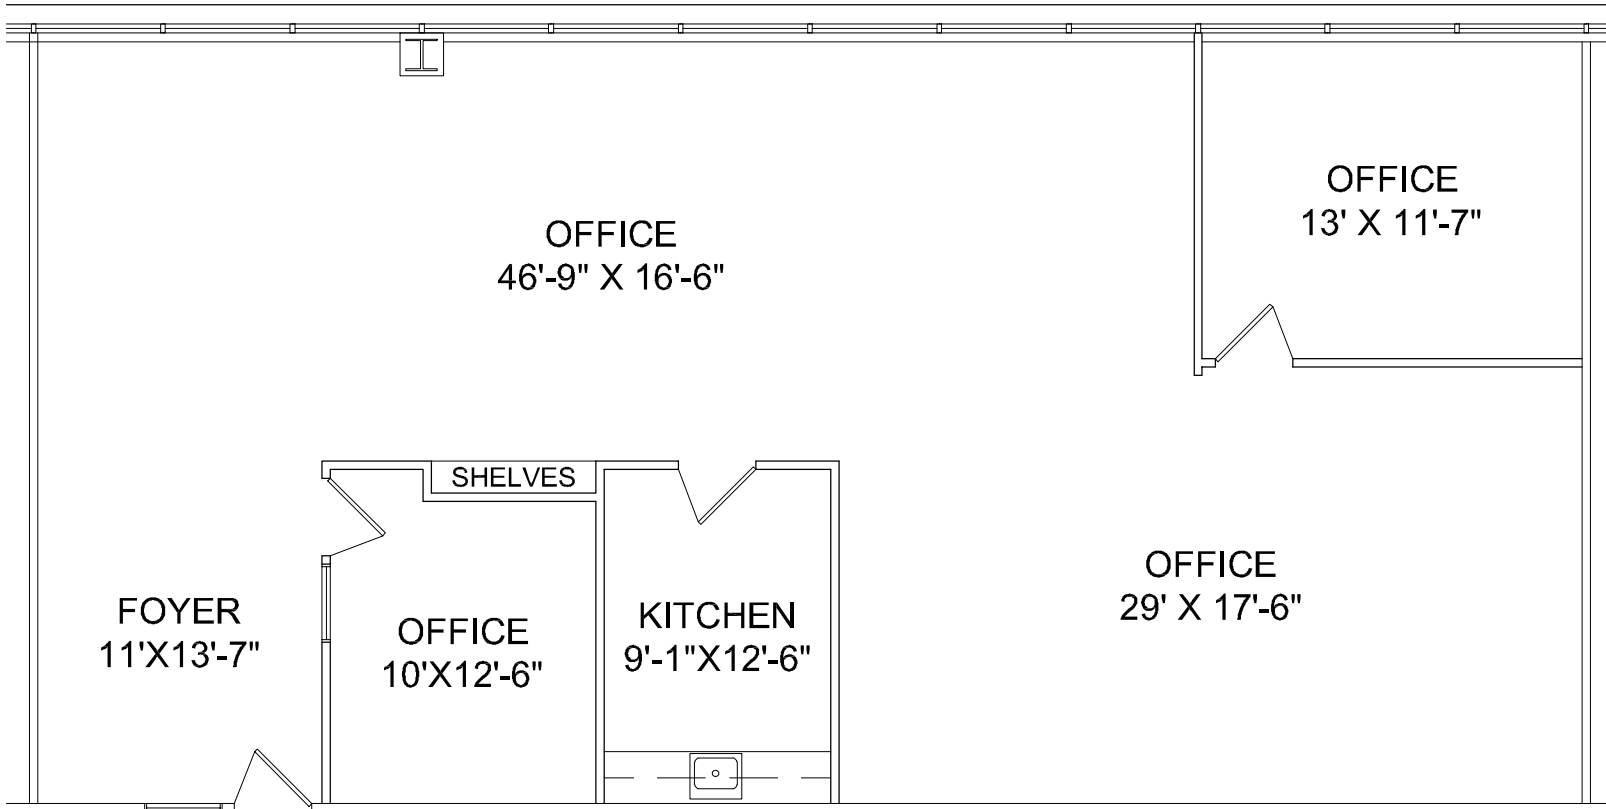 OFFICE
13' X 11'-7"
OFFICE
46'-9" X 16'-6"
SHELVES
OFFICE
29' X 17'-6"
FOYER
11'X13'-7"
OFFICE
10'X12'-6"
KITCHEN
9'-1"X12'-6"